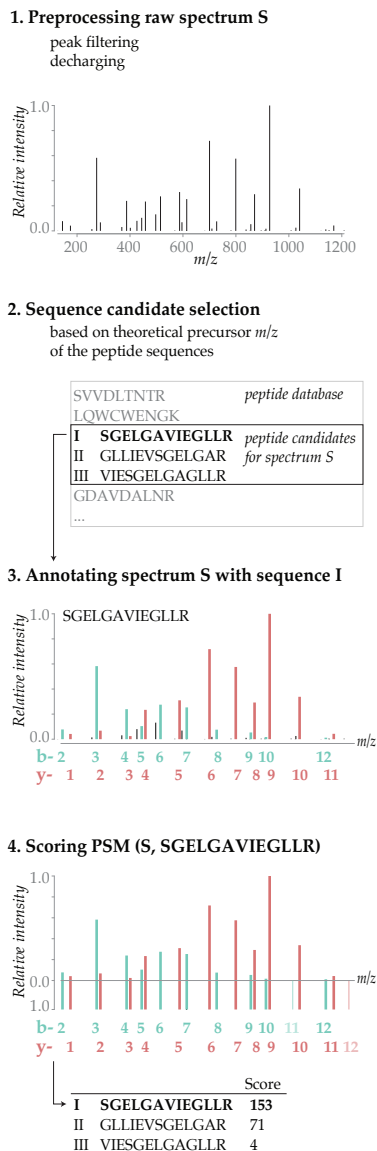 1. Preprocessing raw spectrum S
peak filtering
decharging
Relative intensity
1.0
0.0
200 400 600 800 1000 1200
m/z
2. Sequence candidate selection
based on theoretical precursor m/z
of the peptide sequences
SVVDLTNTR peptide database
LQWCWENGK
I SGELGAVIEGLLR peptide candidates
II GLLIEVSGELGAR for spectrum S
III VIESGELGAGLLR
GDAVDALNR
...
3. Annotating spectrum S with sequence I
Relative intensity
1.0
SGELGAVIEGLLR
0.0
m/z
b- 2 3 4 5 6 7 8 9 10 12
y- 1 2 3 4 5 6 7 8 9 10 11
4. Scoring PSM (S, SGELGAVIEGLLR)
Relative intensity
1.0
0.0
m/z
1.0
b- 2 3 4 5 6 7 8 9 10 11 12
y- 1 2 3 4 5 6 7 8 9 10 11 12
Score
I SGELGAVIEGLLR 153
II GLLIEVSGELGAR 71
III VIESGELGAGLLR 4